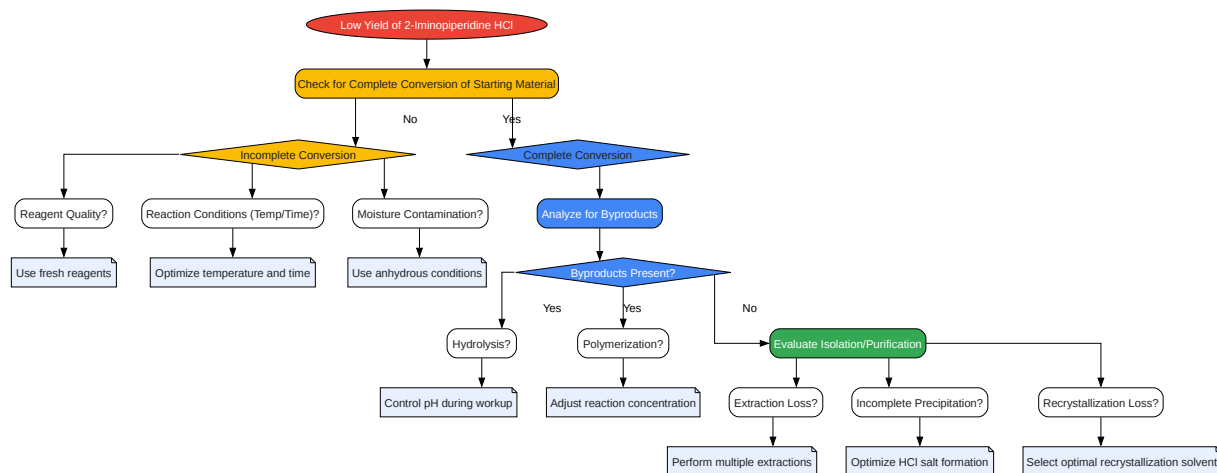 Low Yield of 2-Iminopiperidine HCl
Check for Complete Conversion of Starting Material
No
Yes
Incomplete Conversion
Complete Conversion
Reagent Quality?
Reaction Conditions (Temp/Time)?
Moisture Contamination?
Analyze for Byproducts
Use fresh reagents
Optimize temperature and time
Use anhydrous conditions
Byproducts Present?
Yes
Yes
No
Hydrolysis?
Polymerization?
Evaluate Isolation/Purification
Control pH during workup
Adjust reaction concentration
Extraction Loss?
Incomplete Precipitation?
Recrystallization Loss?
Perform multiple extractions
Optimize HCl salt formation
Select optimal recrystallization solvent